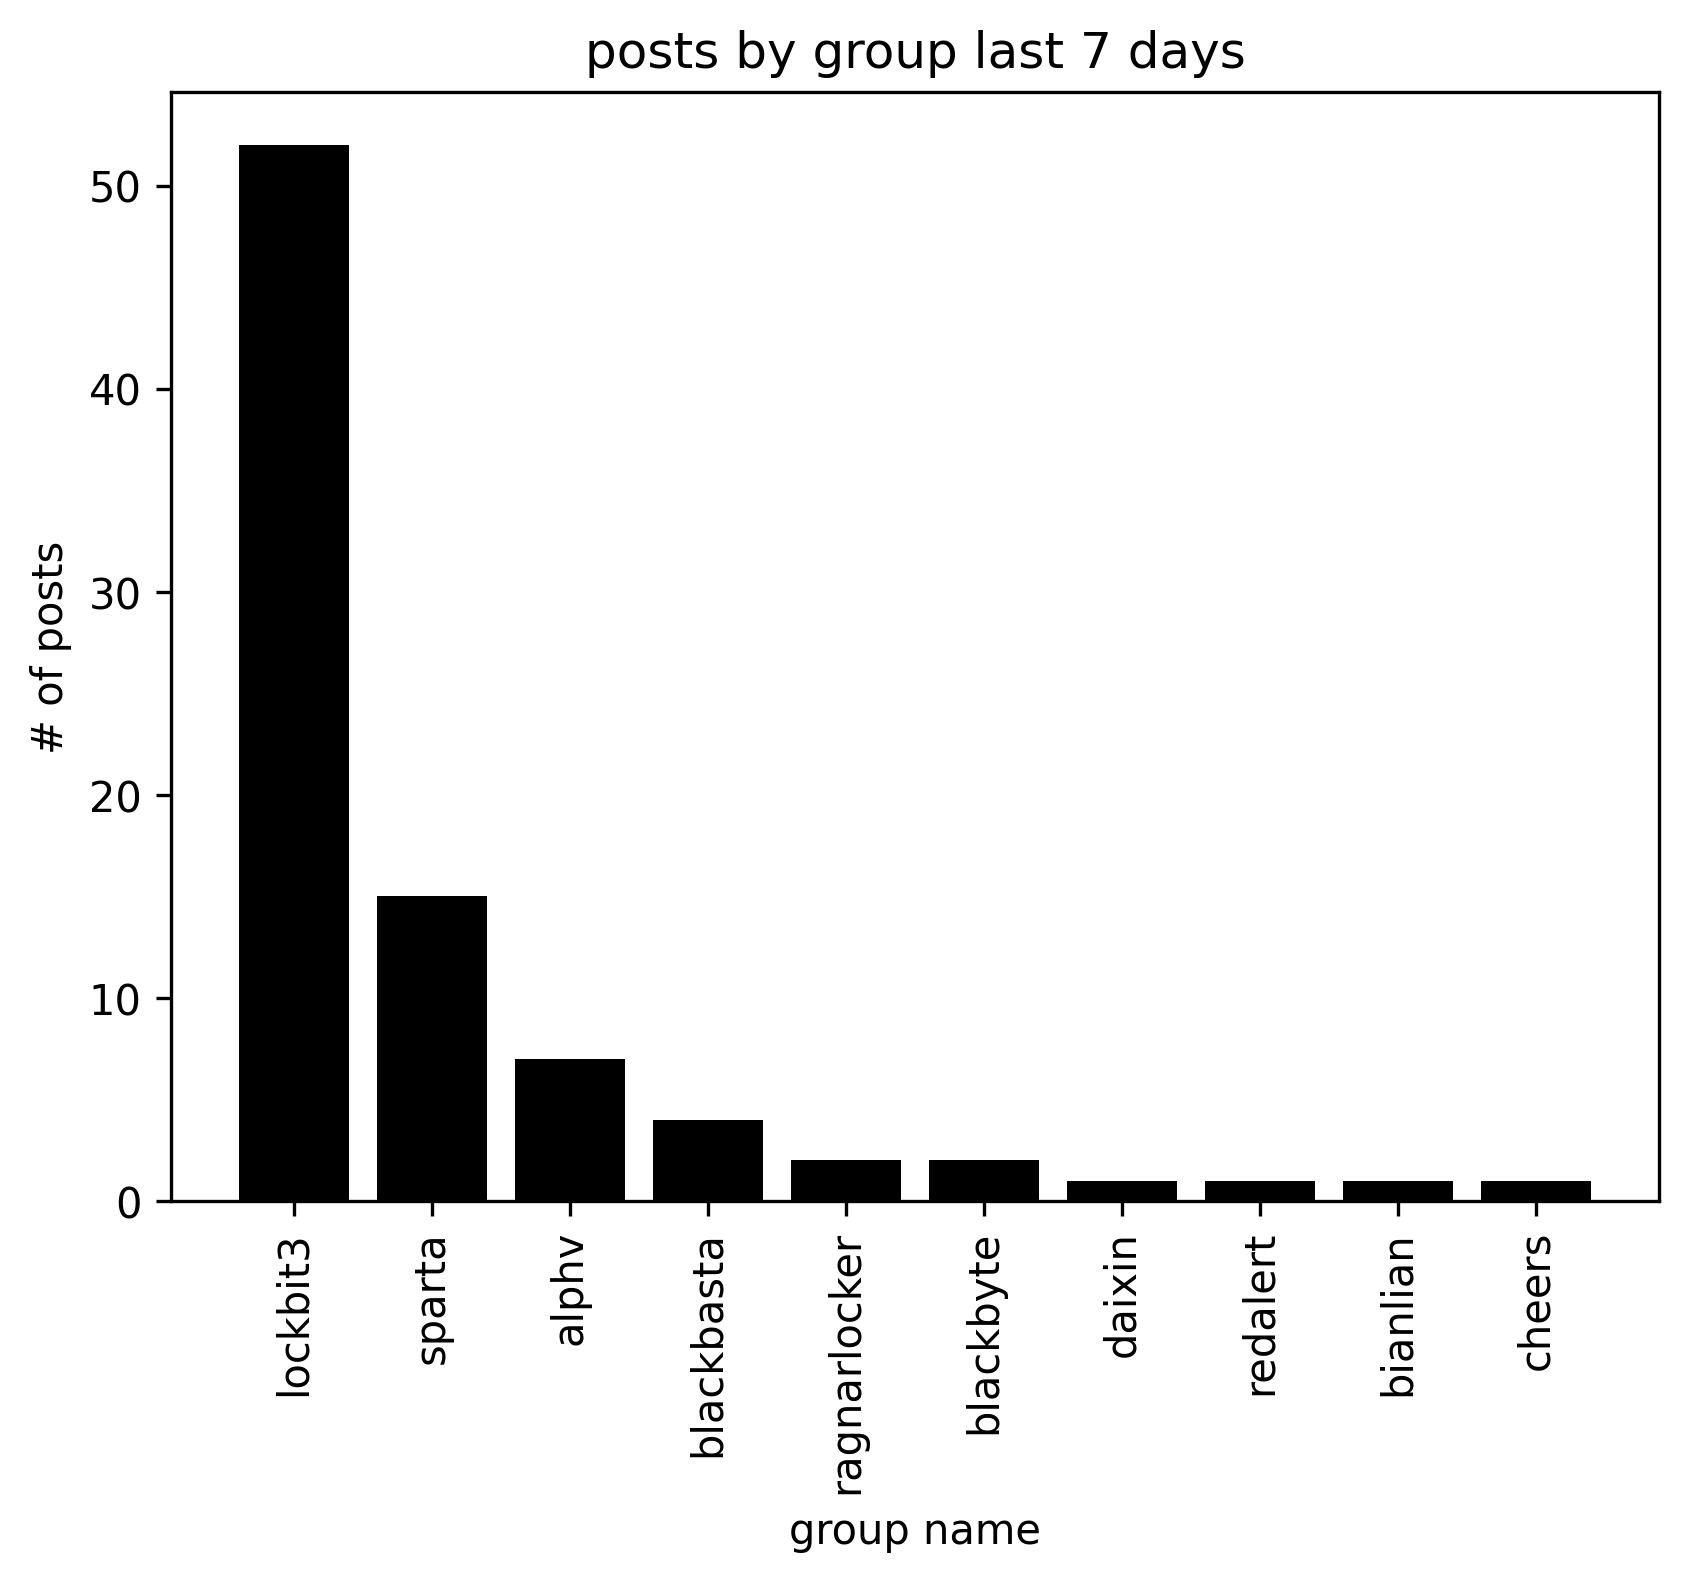 posts by group last 7 days
# of posts
50
40
30
20
10
0
lockbit3
sparta
alphv
blackbasta
ragnarlocker
blackbyte
daixin
redalert
bianlian
cheers
group name